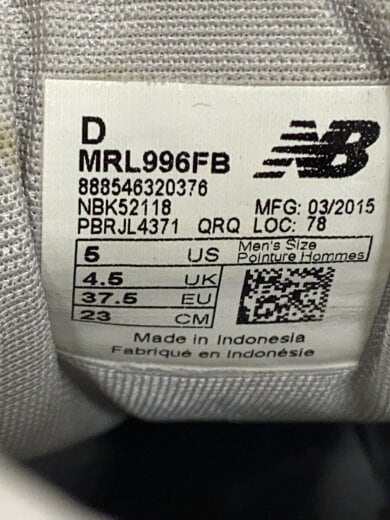 D
MRL996FB
NB
888546320376
NBK52118 MFG: 03/2015
PBRJL4371 QRQ LOC: 78
5 US Men's Size
Pointure Hommes
4.5 UK
37.5 EU
23 CM
Made in Indonesia
Fabriqué en Indonésie